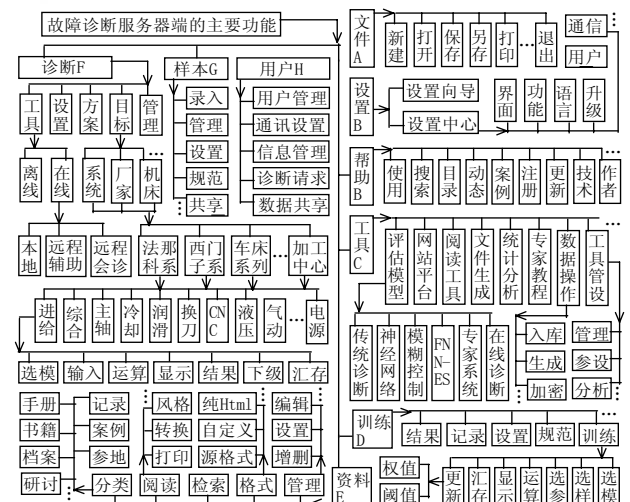 故障诊断服务器端的主要功能
诊断F
样本G
用户H
工具
设置
方案
目标
管理
录入
管理
设置
规范
共享
用户管理
通讯设置
信息管理
诊断请求
数据共享
离线
在线
系统
厂家
机床
本地
远程辅助
远程会诊
法那科系
西门子系
车床系列
…
加工中心
进给
综合
主轴
冷却
润滑
换刀
CNC
液压
气动
…
电源
选模
输入
运算
显示
结果
下级
汇存
手册
书籍
档案
研讨
记录
案例
参地
分类
风格
转换
打印
阅读
纯Html
自定义
源格式
检索
编辑
设置
增删
格式
管理
文件A
新建
打开
保存
另存
打印
…
退出
通信
用户
设置B
设置向导
设置中心
界面
功能
语言
升级
帮助B
使用
搜索
目录
动态
案例
注册
更新
技术
作者
工具C
评估模型
网站平台
阅读工具
文件生成
统计分析
专家教程
数据操作
工具管设
传统诊断
神经网络
模糊控制
FNN-ES
专家系统
在线诊断
入库
生成
加密
管理
参设
分析
训练D
结果
记录
设置
规范
训练
资料E
权值
阈值
更新
汇存
显示
运算
选参
选样
选模